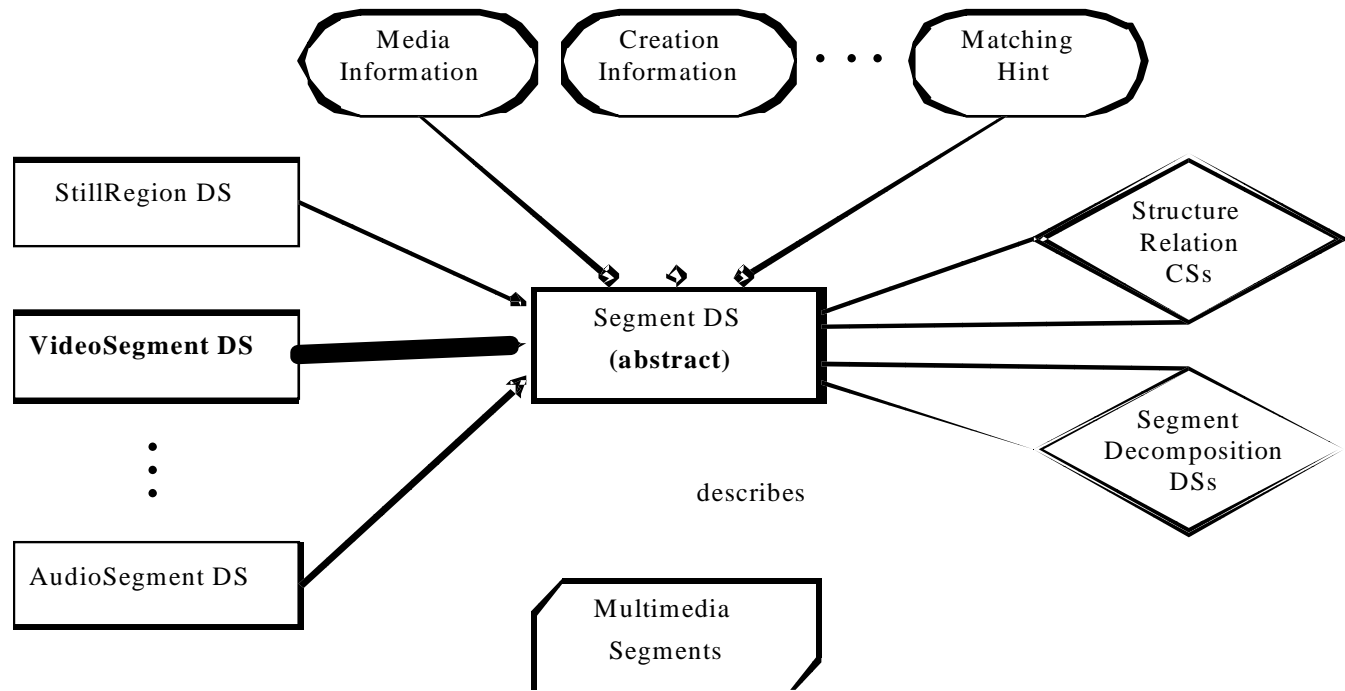 Media
Information
Creation
Information
Matching
Hint
StillRegion DS
Structure
Relation
CSs
VideoSegment DS
Segment DS
(abstract)
Segment
Decomposition
DSs
describes
AudioSegment DS
Multimedia
Segments